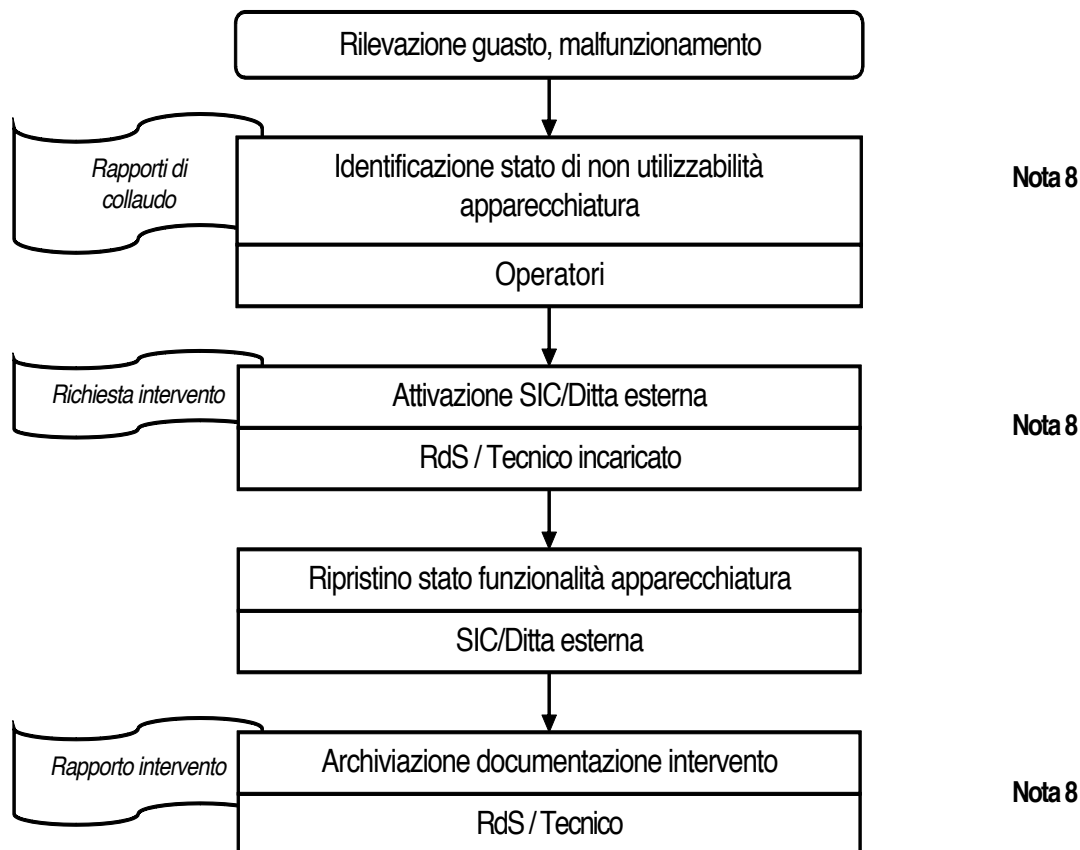 Rilevazione guasto, malfunzionamento
Rapporti di
collaudo
Identificazione stato di non utilizzabilità
apparecchiatura
Nota 8
Operatori
Richiesta intervento
Attivazione SIC/Ditta esterna
Nota 8
RdS / Tecnico incaricato
Ripristino stato funzionalità apparecchiatura
SIC/Ditta esterna
Rapporto intervento
Archiviazione documentazione intervento
Nota 8
RdS / Tecnico